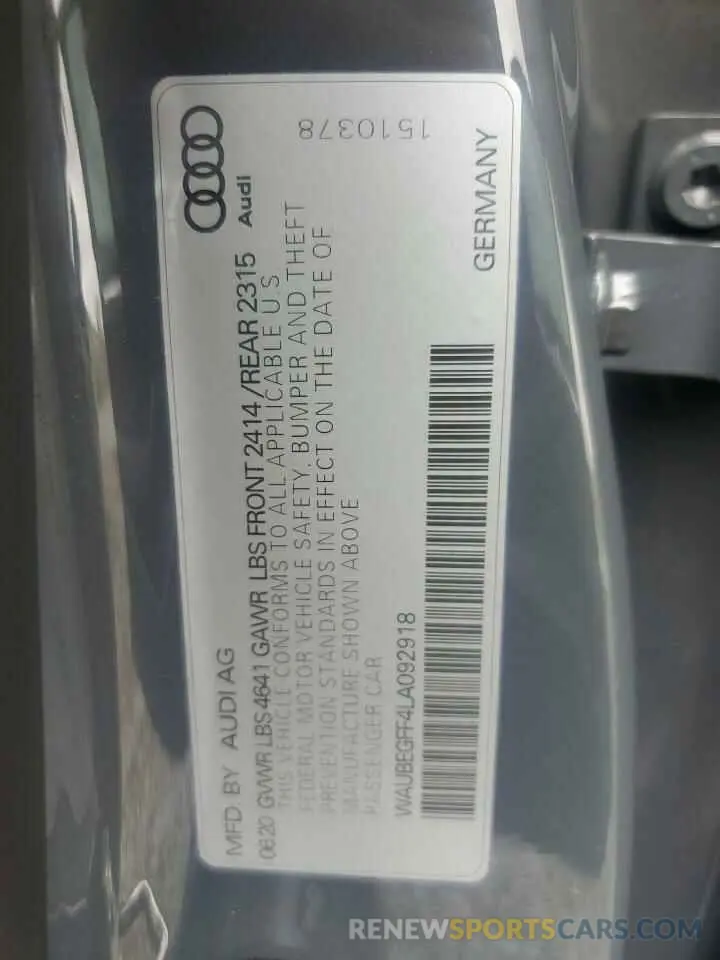 Audi
1510378
MFD. BY AUDI AG
0620 GVWR LBS 4641 GAWR LBS FRONT 2414/REAR 2315
THIS VEHICLE CONFORMS TO ALL APPLICABLE U S
FEDERAL MOTOR VEHICLE SAFETY, BUMPER AND THEFT
PREVENTION STANDARDS IN EFFECT ON THE DATE OF
MANUFACTURE SHOWN ABOVE
PASSENGER CAR
WAUBEGFF4LA092918
GERMANY
RENEWSPORTSCARS.COM